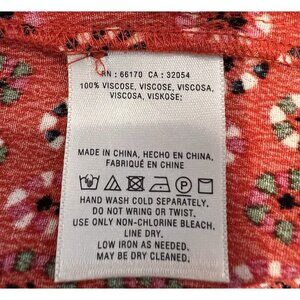 RN : 66170 CA : 32054
100% VISCOSE, VISCOSE, VISCOSA,
VISCOSA, VISKOSE;
MADE IN CHINA, HECHO EN CHINA,
FABRIQUÉ EN CHINE
P
HAND WASH COLD SEPARATELY.
DO NOT WRING OR TWIST.
USE ONLY NON-CHLORINE BLEACH.
LINE DRY.
LOW IRON AS NEEDED.
MAY BE DRY CLEANED.